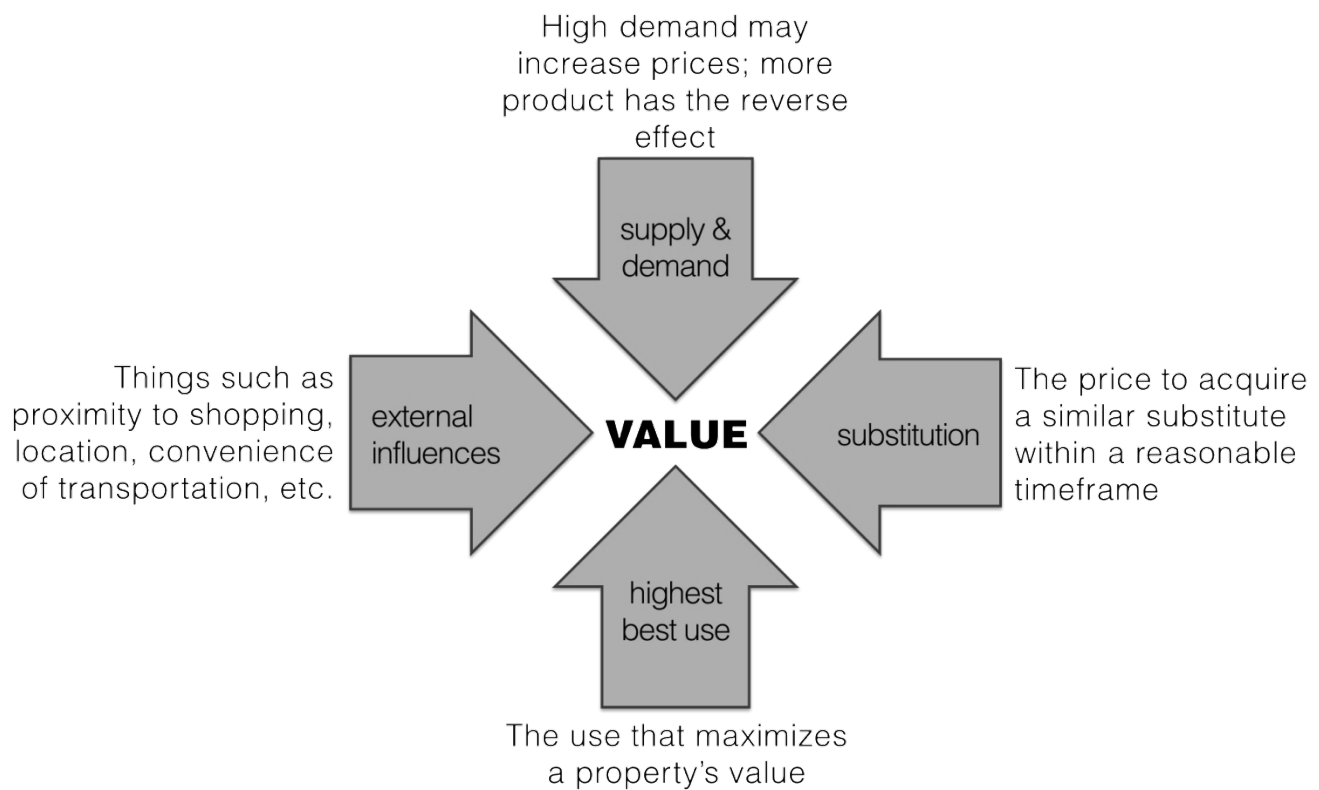 High demand may
increase prices; more
product has the reverse
effect
supply &
demand
Things such as
proximity to shopping,
location, convenience
of transportation, etc.
external
influences
VALUE
substitution
The price to acquire
a similar substitute
within a reasonable
timeframe
highest
best use
The use that maximizes
a property's value